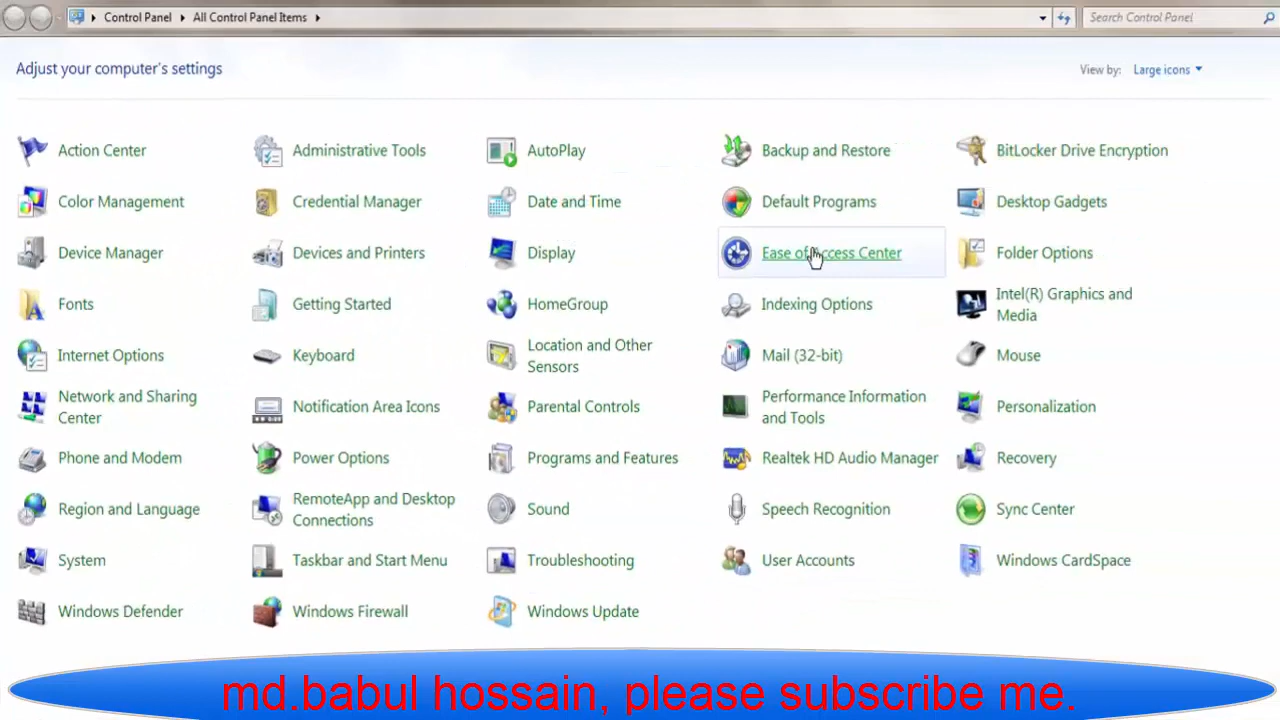 Control Panel All Control Panel Items Search Control Panel
Adjust your computer's settings View by: Large icons
Action Center Administrative Tools AutoPlay Backup and Restore BitLocker Drive Encryption
Color Management Credential Manager Date and Time Default Programs Desktop Gadgets
Device Manager Devices and Printers Display Ease of Access Center Folder Options
Fonts Getting Started HomeGroup Indexing Options Intel(R) Graphics and
Media
Internet Options Keyboard Location and Other
Sensors Mail (32-bit) Mouse
Network and Sharing
Center Notification Area Icons Parental Controls Performance Information
and Tools Personalization
Phone and Modem Power Options Programs and Features Realtek HD Audio Manager Recovery
Region and Language RemoteApp and Desktop
Connections Sound Speech Recognition Sync Center
System Taskbar and Start Menu Troubleshooting User Accounts Windows CardSpace
Windows Defender Windows Firewall Windows Update
md.babul hossain, please subscribe me.